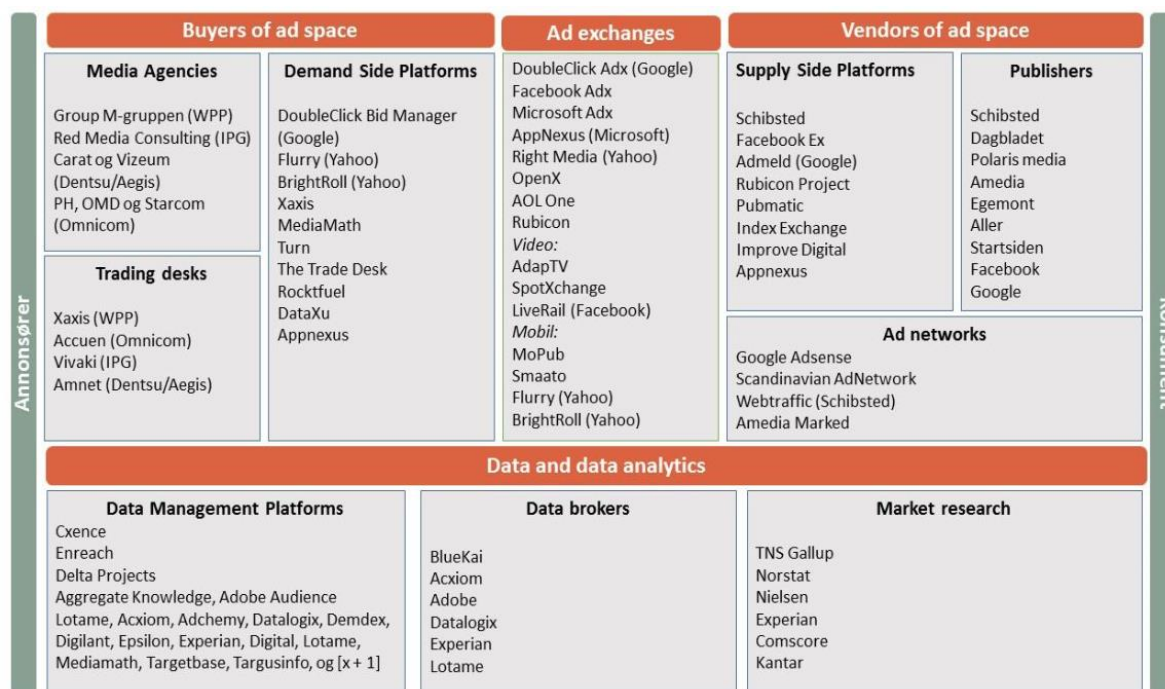 Annonsører
Buyers of ad space
Media Agencies
Group M-gruppen (WPP)
Red Media Consulting (IPG)
Carat og Vizeum
(Dentsu/Aegis)
PH, OMD og Starcom
(Omnicom)
Trading desks
Xaxis (WPP)
Accuen (Omnicom)
Vivaki (IPG)
Amnet (Dentsu/Aegis)
Demand Side Platforms
DoubleClick Bid Manager
(Google)
Flurry (Yahoo)
BrightRoll (Yahoo)
Xaxis
MediaMath
Turn
The Trade Desk
Rocktfuel
DataXu
Appnexus
Ad exchanges
DoubleClick Adx (Google)
Facebook Adx
Microsoft Adx
AppNexus (Microsoft)
Right Media (Yahoo)
OpenX
AOL One
Rubicon
Video:
AdapTV
SpotXchange
LiveRail (Facebook)
Mobil:
MoPub
Smaato
Flurry (Yahoo)
BrightRoll (Yahoo)
Vendors of ad space
Supply Side Platforms
Schibsted
Facebook Ex
Admeld (Google)
Rubicon Project
Pubmatic
Index Exchange
Improve Digital
Appnexus
Publishers
Schibsted
Dagbladet
Polaris media
Amedia
Egemont
Aller
Startsiden
Facebook
Google
Ad networks
Google Adsense
Scandinavian AdNetwork
Webtraffic (Schibsted)
Amedia Marked
Data and data analytics
Data Management Platforms
Cxence
Enreach
Delta Projects
Aggregate Knowledge, Adobe Audience
Lotame, Acxiom, Adchemy, Datalogix, Demdex,
Digilant, Epsilon, Experian, Digital, Lotame,
Mediamath, Targetbase, Targusinfo, og [x + 1]
Data brokers
BlueKai
Acxiom
Adobe
Datalogix
Experian
Lotame
Market research
TNS Gallup
Norstat
Nielsen
Experian
Comscore
Kantar